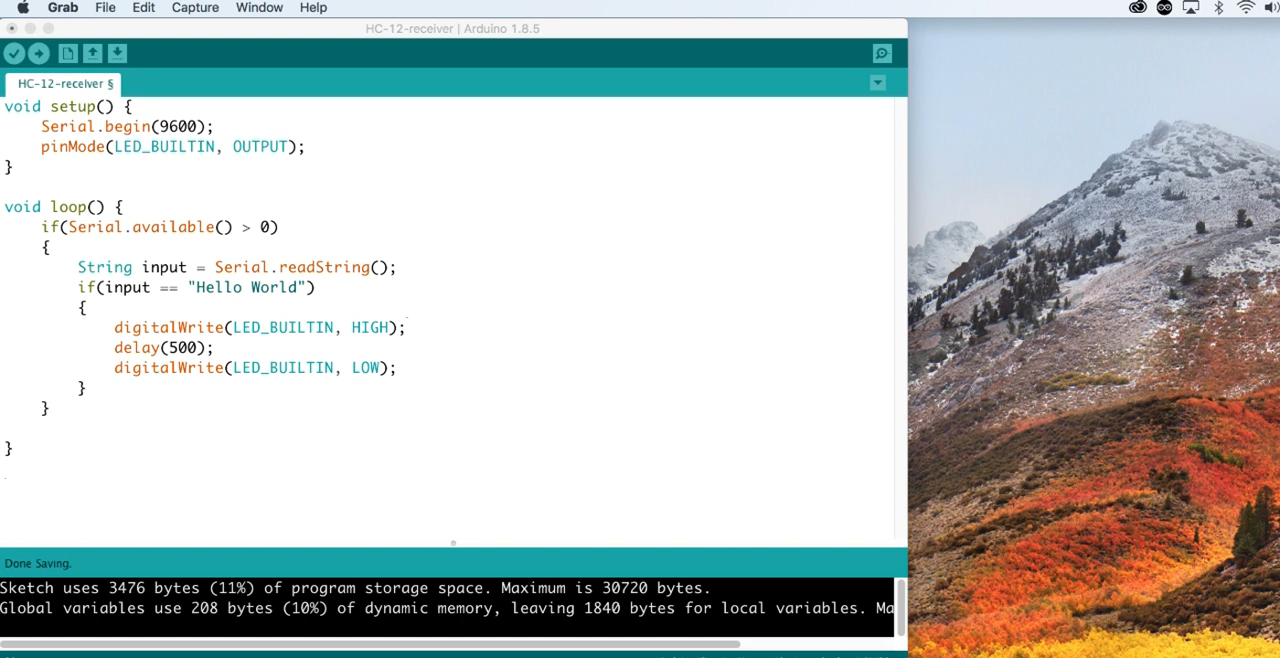 Grab File Edit Capture Window Help
HC-12-receiver | Arduino 1.8.5
HC-12-receiver §
void setup() {
    Serial.begin(9600);
    pinMode(LED_BUILTIN, OUTPUT);
}
void loop() {
    if(Serial.available() > 0)
    {
        String input = Serial.readString();
        if(input == "Hello World")
        {
            digitalWrite(LED_BUILTIN, HIGH);
            delay(500);
            digitalWrite(LED_BUILTIN, LOW);
        }
    }
}
Done Saving.
Sketch uses 3476 bytes (11%) of program storage space. Maximum is 30720 bytes.
Global variables use 208 bytes (10%) of dynamic memory, leaving 1840 bytes for local variables. Ma